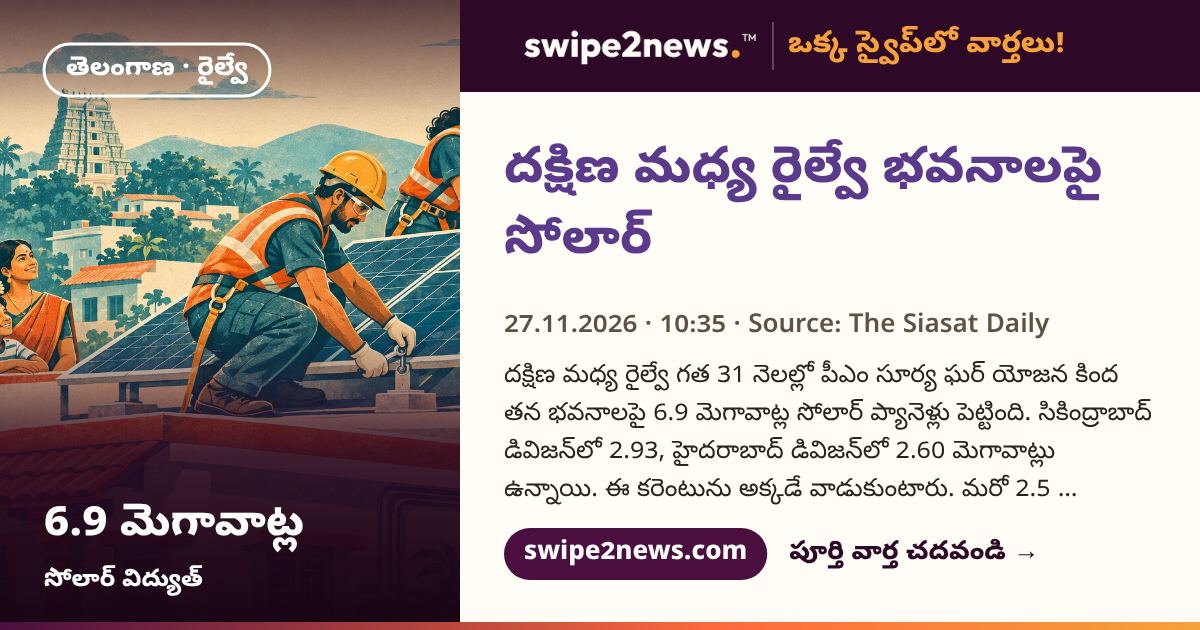 తెలంగాణ · రైల్వే
swipe2news.™
ఒక్క స్వైప్‌లో వార్తలు!
దక్షిణ మధ్య రైల్వే భవనాలపై
సోలార్
27.11.2026 · 10:35 · Source: The Siasat Daily
దక్షిణ మధ్య రైల్వే గత 31 నెలల్లో పీఎం సూర్య ఘర్ యోజన కింద
తన భవనాలపై 6.9 మెగావాట్ల సోలార్ ప్యానెళ్లు పెట్టింది. సికింద్రాబాద్
డివిజన్‌లో 2.93, హైదరాబాద్ డివిజన్‌లో 2.60 మెగావాట్లు
ఉన్నాయి. ఈ కరెంటును అక్కడే వాడుకుంటారు. మరో 2.5 ...
6.9 మెగావాట్ల
సోలార్ విద్యుత్
swipe2news.com
పూర్తి వార్త చదవండి →